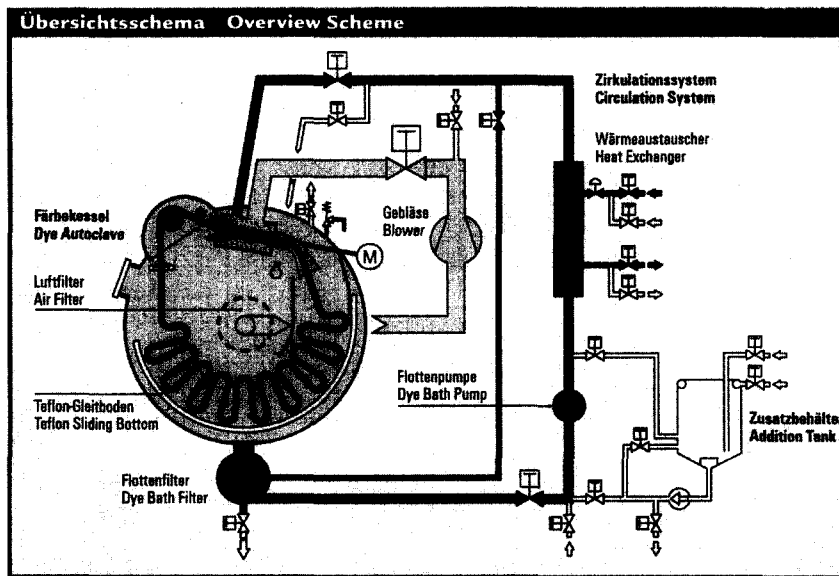 Übersichtsschema Overview Scheme
Zirkulationssystem
Circulation System
Wärmeaustauscher
Heat Exchanger
Färbekessel
Dye Autoclave
Gebläse
Blower
M
Luftfilter
Air Filter
Flottenpumpe
Dye Bath Pump
Teflon-Gleitboden
Teflon Sliding Bottom
Zusatzbehälte
Addition Tank
Flottenfilter
Dye Bath Filter